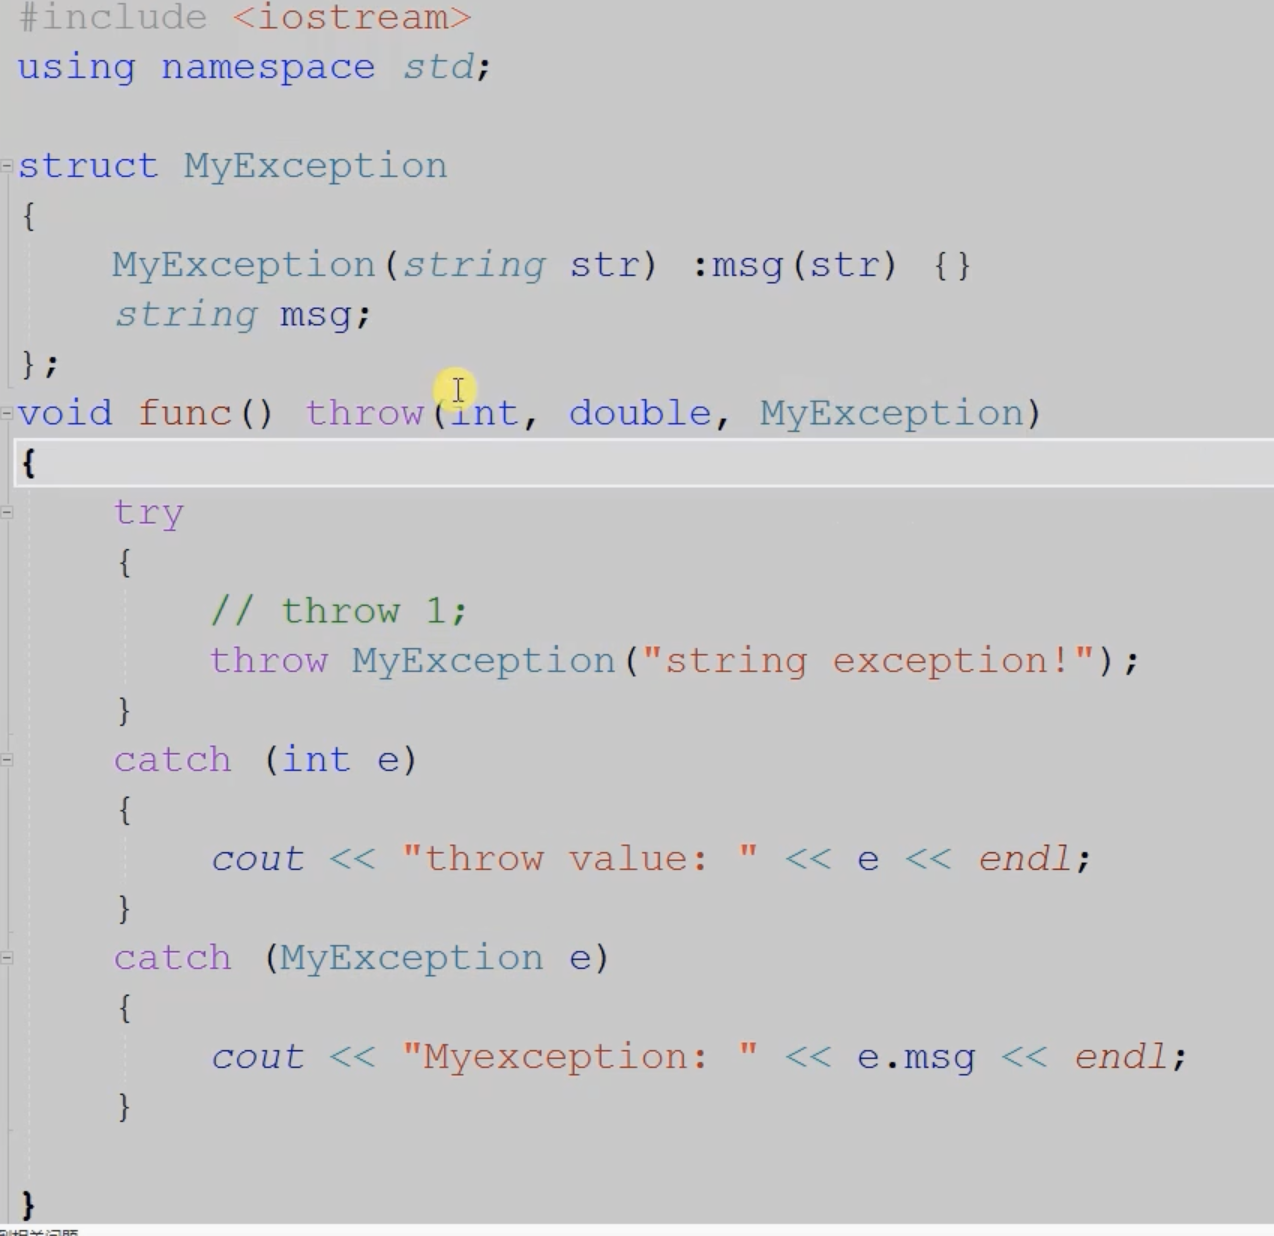 #include <iostream>
using namespace std;
struct MyException
{
MyException(string str) :msg(str) {}
string msg;
};
void func() throw(int, double, MyException)
{
try
{
// throw 1;
throw MyException("string exception!");
}
catch (int e)
{
cout << "throw value: " << e << endl;
}
catch (MyException e)
{
cout << "Myexception: " << e.msg << endl;
}
}